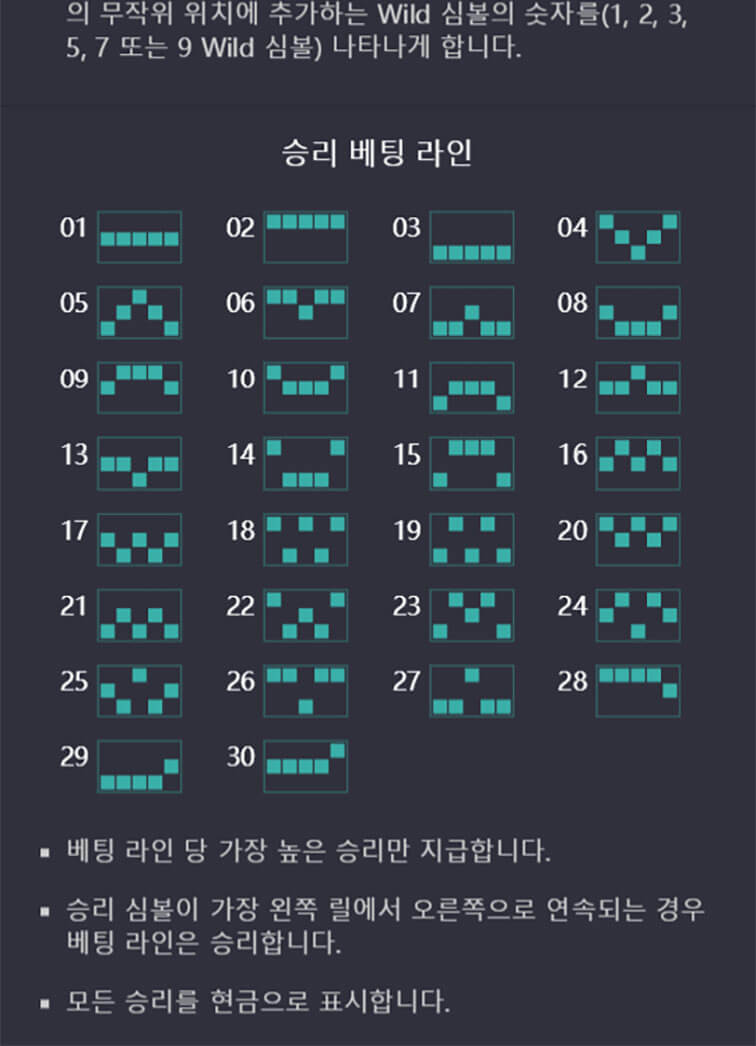 의 무작위 위치에 추가하는 Wild 심볼의 숫자를(1, 2, 3,
5, 7 또는 9 Wild 심볼) 나타나게 합니다.
승리 베팅 라인
01 02 03 04
05 06 07 08
09 10 11 12
13 14 15 16
17 18 19 20
21 22 23 24
25 26 27 28
29 30
베팅 라인 당 가장 높은 승리만 지급합니다.
승리 심볼이 가장 왼쪽 릴에서 오른쪽으로 연속되는 경우
베팅 라인은 승리합니다.
모든 승리를 현금으로 표시합니다.